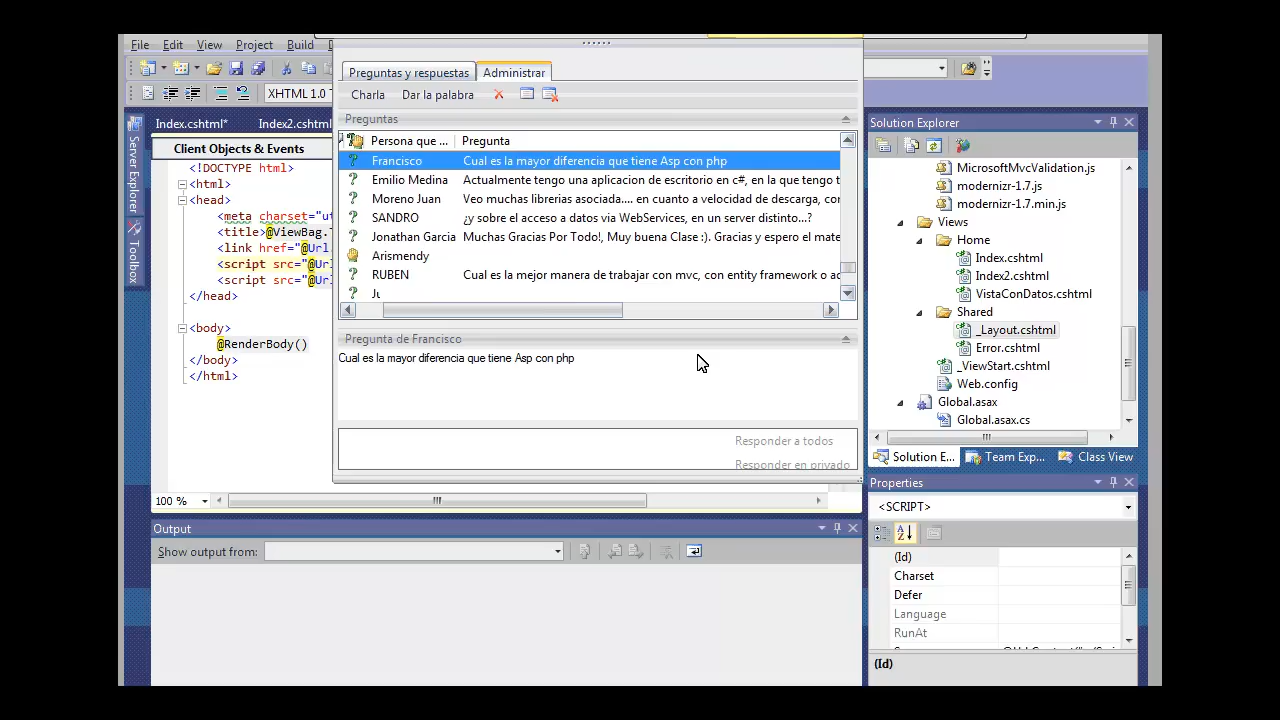 File Edit View Project Build
XHTML 1.0
Index.cshtml* Index2.cshtml
Client Objects & Events
<!DOCTYPE html>
<html>
<head>
<meta charset="ut
<title>@ViewBag.
<link href="@Url
<script src="@Ur
<script src="@Ur
</head>
<body>
@RenderBody()
</body>
</html>
100 %
Server Explorer
Toolbox
Preguntas y respuestas Administrar
Charla Dar la palabra
Preguntas
Persona que ... Pregunta
Francisco Cual es la mayor diferencia que tiene Asp con php
Emilio Medina Actualmente tengo una aplicacion de escritorio en c#, en la que tengo t
Moreno Juan Veo muchas librerias asociada.... en cuanto a velocidad de descarga, cor
SANDRO ¿y sobre el acceso a datos via WebServices, en un server distinto...?
Jonathan Garcia Muchas Gracias Por Todo!, Muy buena Clase :). Gracias y espero el mate
Arismendy
RUBEN Cual es la mejor manera de trabajar con mvc, con entity framework o ac
Pregunta de Francisco
Cual es la mayor diferencia que tiene Asp con php
Responder a todos
Responder en privado
Output
Show output from:
Solution Explorer
MicrosoftMvcValidation.js
modernizr-1.7.js
modernizr-1.7.min.js
Views
Home
Index.cshtml
Index2.cshtml
VistaConDatos.cshtml
Shared
_Layout.cshtml
Error.cshtml
_ViewStart.cshtml
Web.config
Global.asax
Global.asax.cs
Solution E... Team Exp... Class View
Properties
<SCRIPT>
(Id)
Charset
Defer
Language
RunAt
(Id)